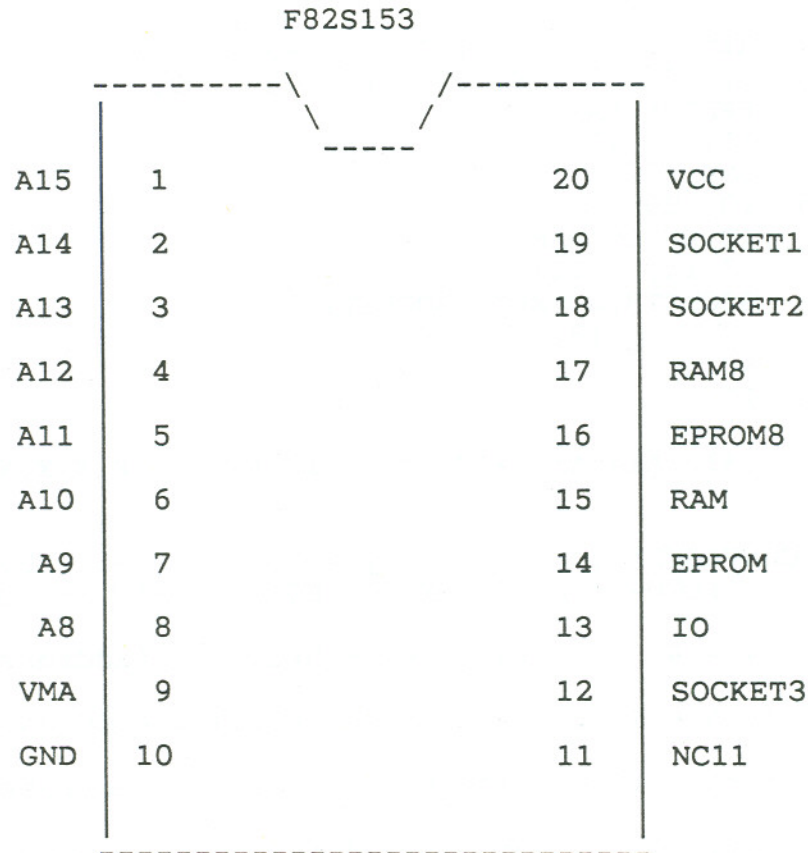 F82S153
A15 1 20 VCC
A14 2 19 SOCKET1
A13 3 18 SOCKET2
A12 4 17 RAM8
A11 5 16 EPROM8
A10 6 15 RAM
A9 7 14 EPROM
A8 8 13 IO
VMA 9 12 SOCKET3
GND 10 11 NC11